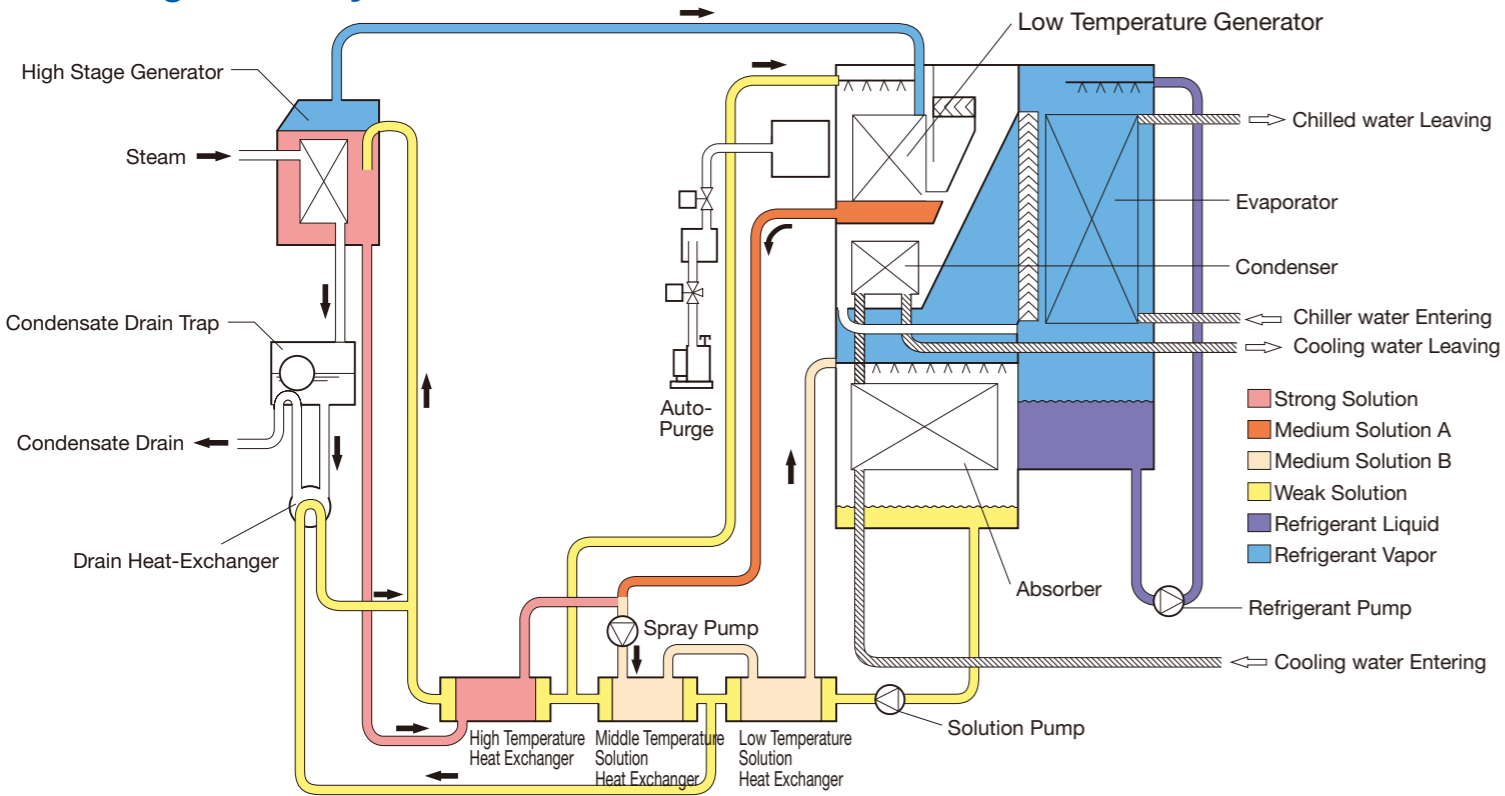 Low Temperature Generator
High Stage Generator
Steam
Chilled water Leaving
Evaporator
Condenser
Chiller water Entering
Cooling water Leaving
Condensate Drain Trap
Auto-
Purge
Condensate Drain
Strong Solution
Medium Solution A
Medium Solution B
Weak Solution
Refrigerant Liquid
Refrigerant Vapor
Drain Heat-Exchanger
Absorber
Refrigerant Pump
Spray Pump
Cooling water Entering
Solution Pump
High Temperature
Heat Exchanger
Middle Temperature
Solution
Heat Exchanger
Low Temperature
Solution
Heat Exchanger